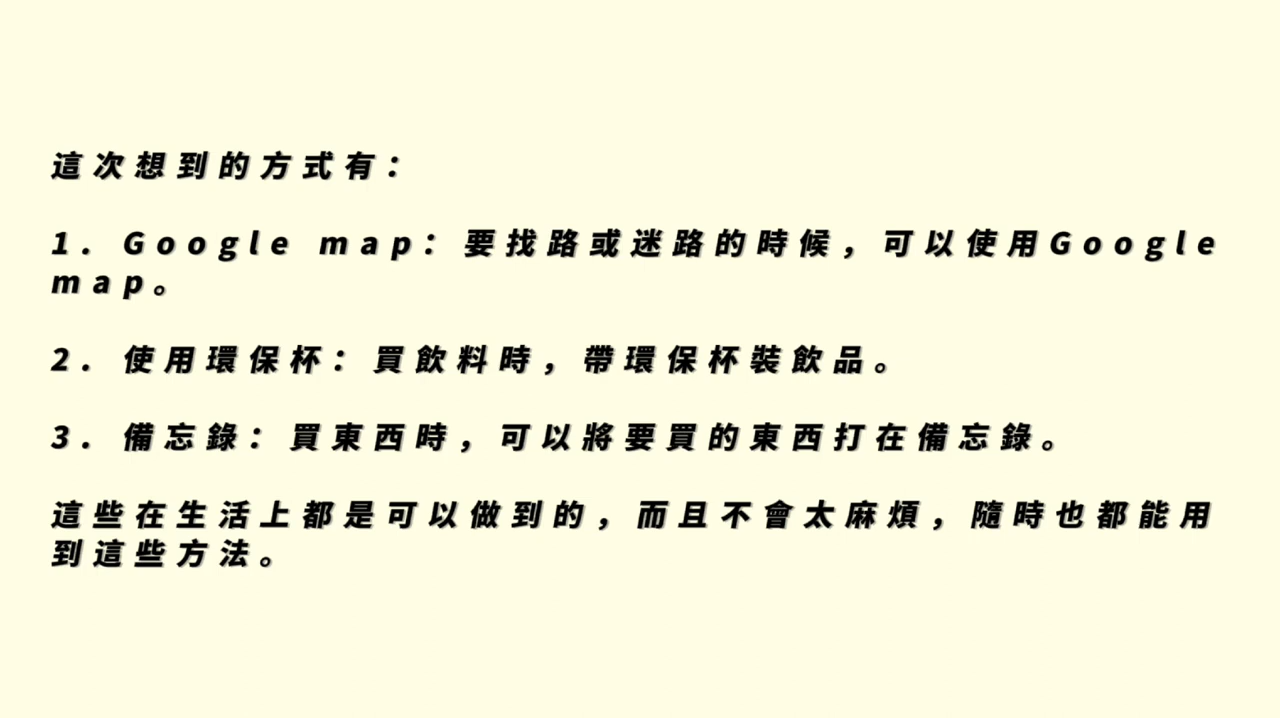 這次想到的方式有：
1. Google map：要找路或迷路的時候，可以使用Google
map。
2. 使用環保杯：買飲料時，帶環保杯裝飲品。
3. 備忘錄：買東西時，可以將要買的東西打在備忘錄。
這些在生活上都是可以做到的，而且不會太麻煩，隨時也都能用
到這些方法。